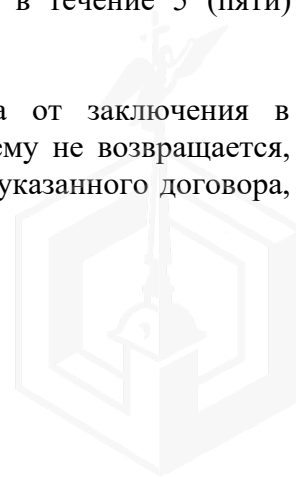 в течение 5 (пяти)
а от заключения в
ему не возвращается,
указанного договора,